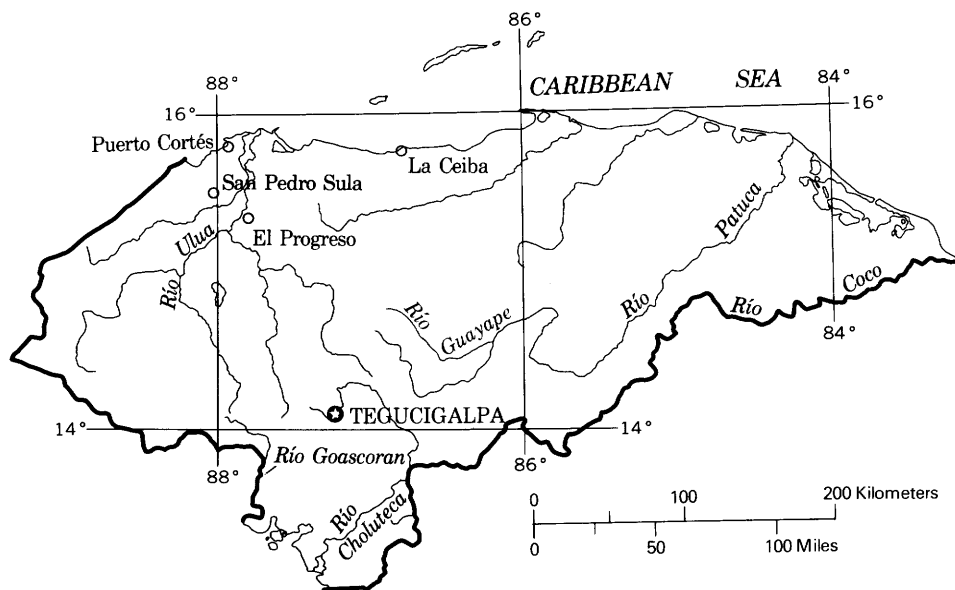 86°
CARIBBEAN SEA
88°
84°
16°
16°
Puerto Cortés
La Ceiba
San Pedro Sula
El Progreso
Río Ulua
Río Patuca
Río Coco
Río Guayape
84°
TEGUCIGALPA
14°
14°
Río Goascoran
88°
86°
Río Choluteca
0 100 200 Kilometers
0 50 100 Miles